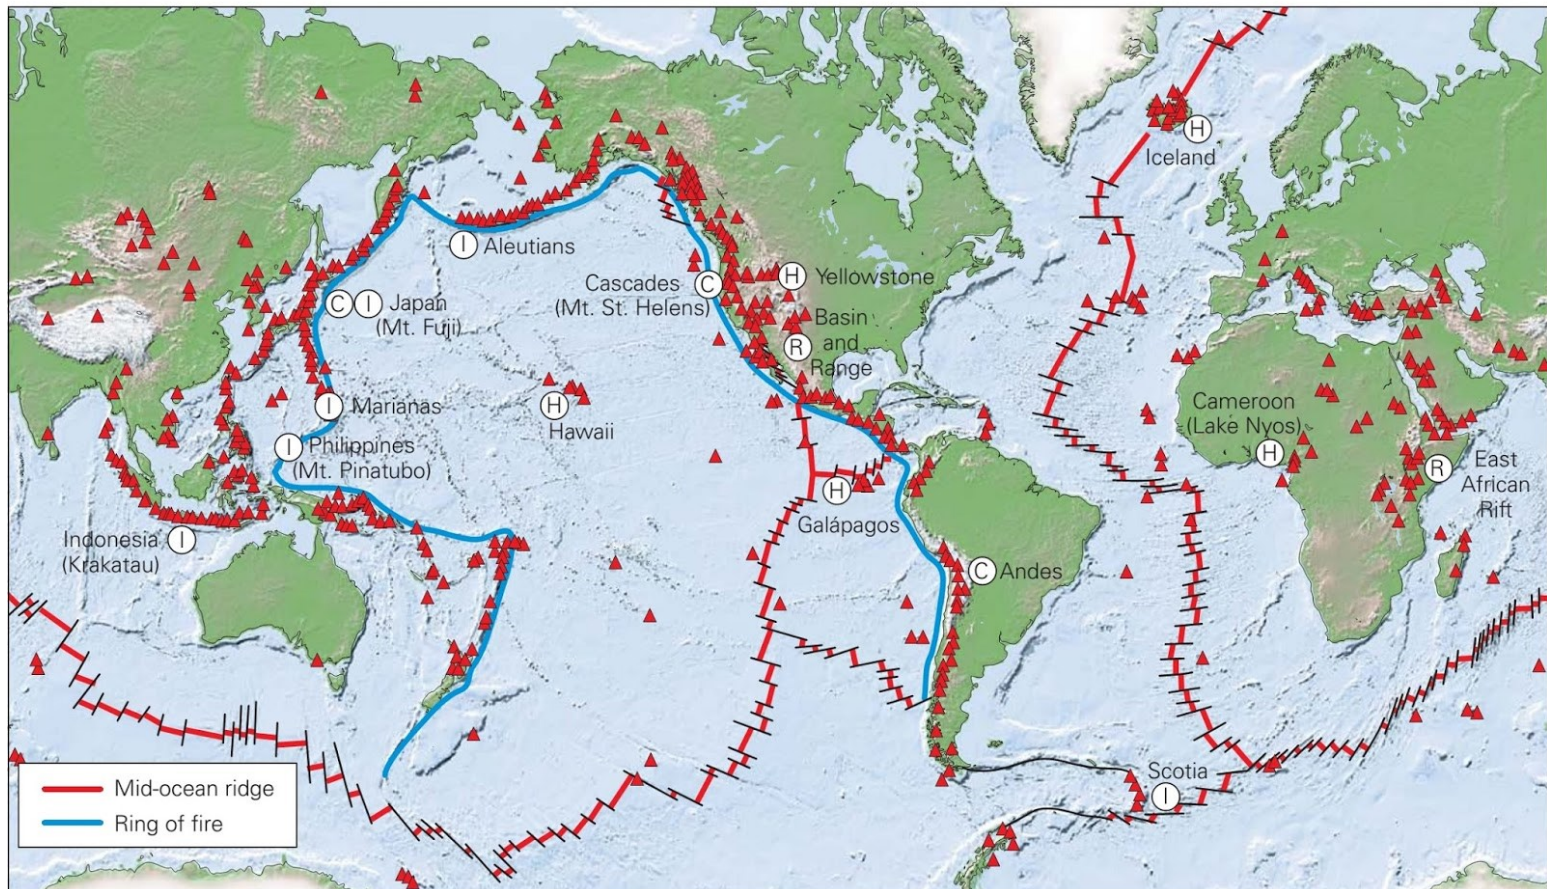 H
Iceland
I Aleutians
Cascades
(Mt. St. Helens)
C
H Yellowstone
C I Japan
(Mt. Fuji)
Basin
and
Range
R
I Marianas
H
Hawaii
Cameroon
(Lake Nyos)
H
I Philippines
(Mt. Pinatubo)
R East
African
Rift
H
Galápagos
Indonesia
(Krakatau)
I
C Andes
Scotia
I
Mid-ocean ridge
Ring of fire